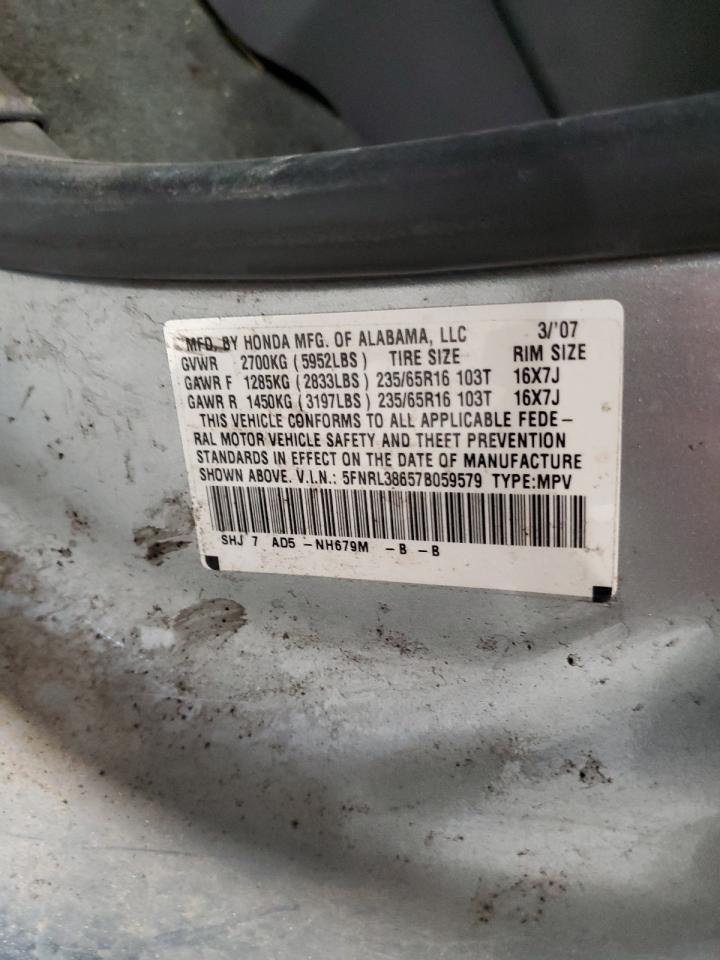 MFD. BY HONDA MFG. OF ALABAMA, LLC 3/'07
GVWR 2700KG (5952LBS) TIRE SIZE RIM SIZE
GAWR F 1285KG (2833LBS) 235/65R16 103T 16X7J
GAWR R 1450KG (3197LBS) 235/65R16 103T 16X7J
THIS VEHICLE CONFORMS TO ALL APPLICABLE FEDE-
RAL MOTOR VEHICLE SAFETY AND THEFT PREVENTION
STANDARDS IN EFFECT ON THE DATE OF MANUFACTURE
SHOWN ABOVE. V.I.N.: 5FNRL38657B059579 TYPE:MPV
SHJ 7 AD5 -NH679M -B -B